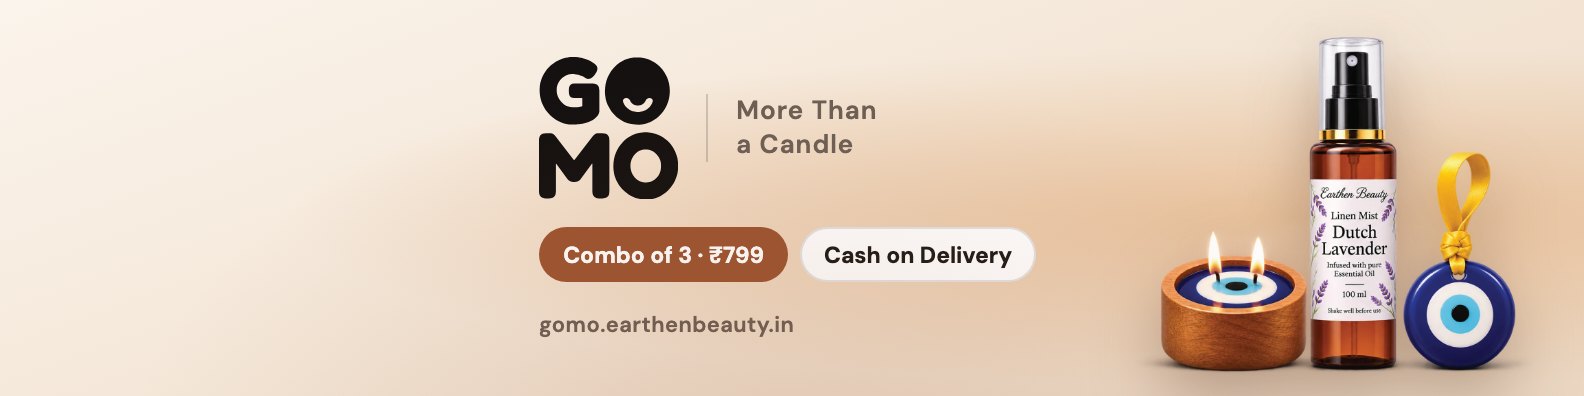 GO
MO
More Than
a Candle
Combo of 3 · ₹799
Cash on Delivery
gomo.earthenbeauty.in
Earthen Beauty
Linen Mist
Dutch
Lavender
Infused with pure
Essential Oil
100 ml
Shake well before use